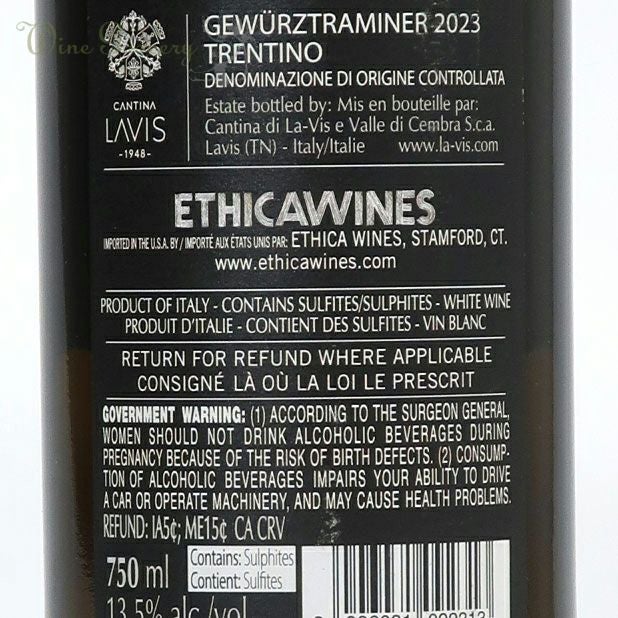 Wine
GEWÜRZTRAMINER 2023
TRENTINO
DENOMINAZIONE DI ORIGINE CONTROLLATA
Estate bottled by: Mis en bouteille par:
Cantina di La-Vis e Valle di Cembra S.c.a.
Lavis (TN) - Italy/Italie www.la-vis.com
CANTINA
LAVIS
-1948-
ETHICAWINES
IMPORTED IN THE U.S.A. BY / IMPORTÉ AUX ÉTATS UNIS PAR: ETHICA WINES, STAMFORD, CT.
www.ethicawines.com
PRODUCT OF ITALY - CONTAINS SULFITES/SULPHITES - WHITE WINE
PRODUIT D'ITALIE - CONTIENT DES SULFITES - VIN BLANC
RETURN FOR REFUND WHERE APPLICABLE
CONSIGNÉ LÀ OÙ LA LOI LE PRESCRIT
GOVERNMENT WARNING: (1) ACCORDING TO THE SURGEON GENERAL,
WOMEN SHOULD NOT DRINK ALCOHOLIC BEVERAGES DURING
PREGNANCY BECAUSE OF THE RISK OF BIRTH DEFECTS. (2) CONSUMP-
TION OF ALCOHOLIC BEVERAGES IMPAIRS YOUR ABILITY TO DRIVE
A CAR OR OPERATE MACHINERY, AND MAY CAUSE HEALTH PROBLEMS.
REFUND: IA5¢; ME15¢ CA CRV
750 ml
Contains: Sulphites
Contient: Sulfites
13.5% alc./vol.